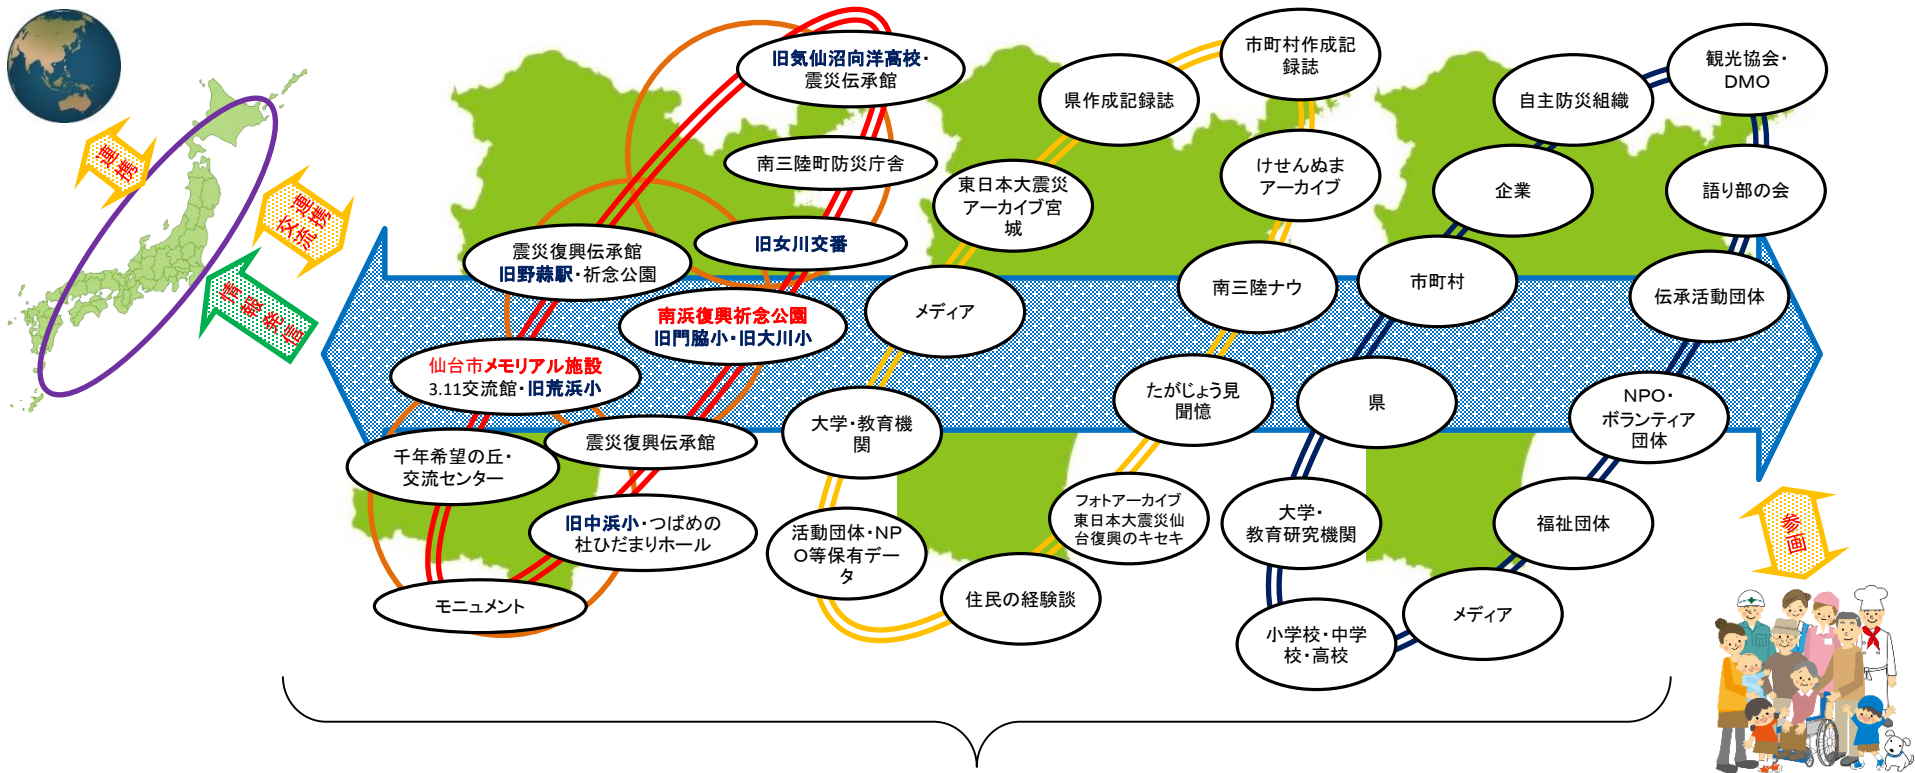 連携
連携
交流
情報発信
旧気仙沼向洋高校・
震災伝承館
南三陸町防災庁舎
旧女川交番
震災復興伝承館
旧野蒜駅・祈念公園
南浜復興祈念公園
旧門脇小・旧大川小
仙台市メモリアル施設
3.11交流館・旧荒浜小
震災復興伝承館
千年希望の丘・
交流センター
旧中浜小・つばめの
杜ひだまりホール
モニュメント
市町村作成記
録誌
県作成記録誌
けせんぬま
アーカイブ
東日本大震災
アーカイブ宮
城
南三陸ナウ
メディア
たがじょう見
聞憶
大学・教育機
関
フォトアーカイブ
東日本大震災仙
台復興のキセキ
活動団体・NP
O等保有デー
タ
住民の経験談
観光協会・
DMO
自主防災組織
企業
語り部の会
市町村
伝承活動団体
県
NPO・
ボランティア
団体
大学・
教育研究機関
福祉団体
小学校・中学
校・高校
メディア
参画